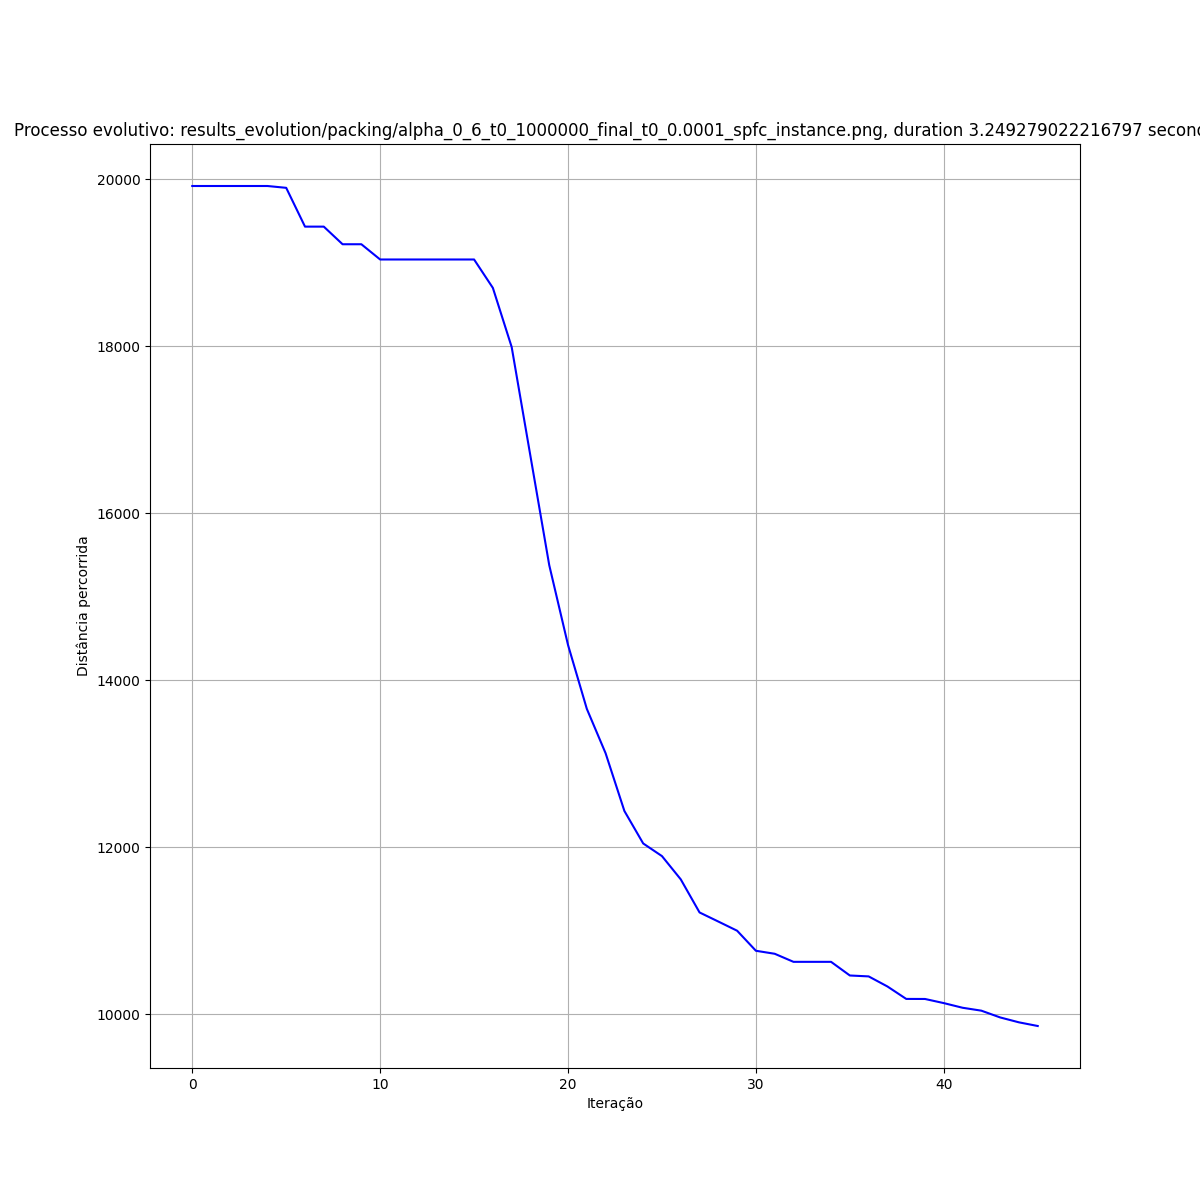 Processo evolutivo: results_evolution/packing/alpha_0_6_t0_1000000_final_t0_0.0001_spfc_instance.png, duration 3.249279022216797 secon
20000
18000
16000
14000
12000
10000
Distância percorrida
0 10 20 30 40
Iteração